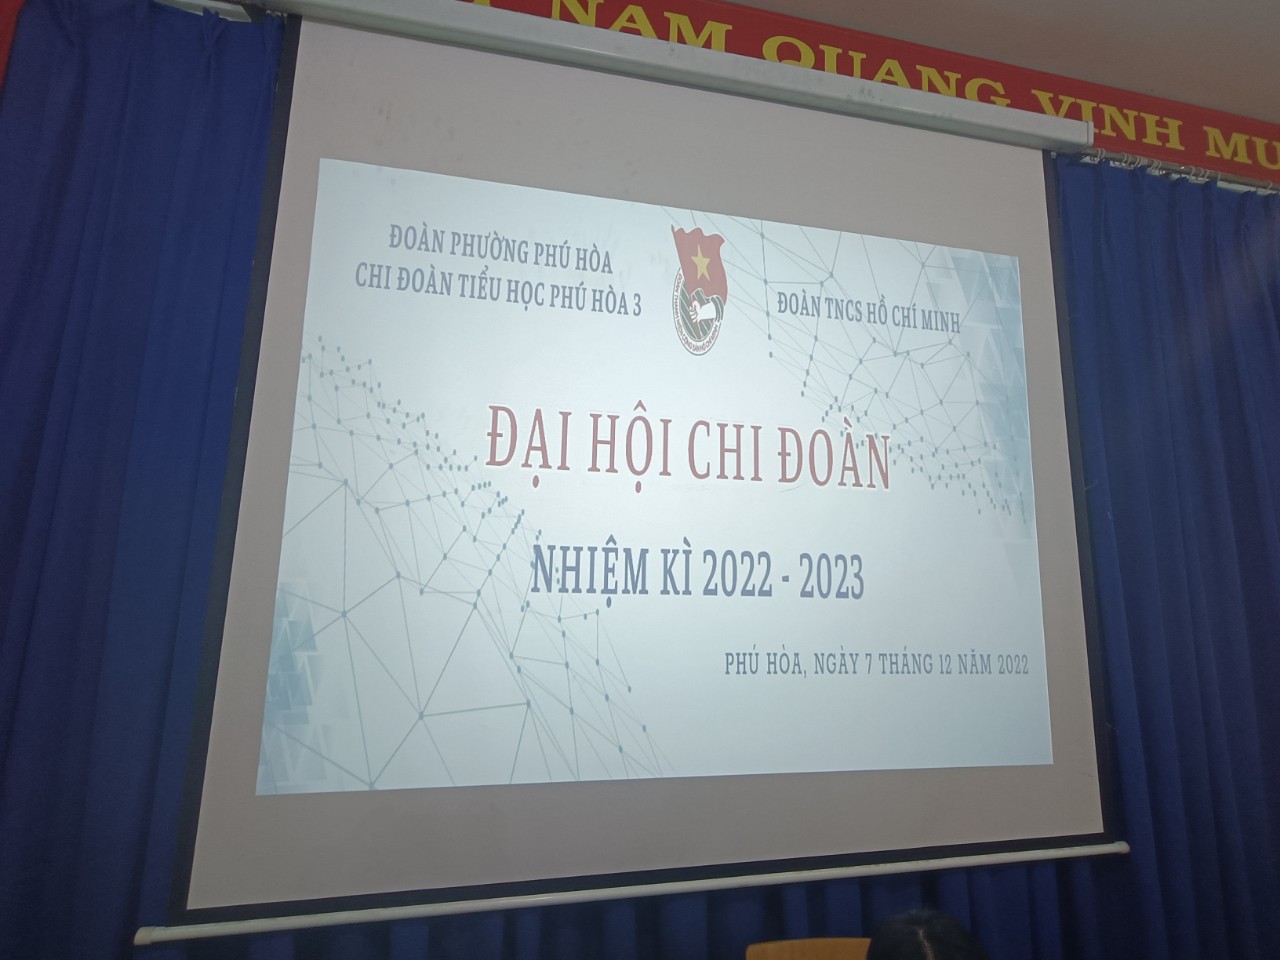 NAM QUANG VINH MU
ĐOÀN PHƯỜNG PHÚ HÒA
CHI ĐOÀN TIỂU HỌC PHÚ HÒA 3
ĐOÀN TNCS HỒ CHÍ MINH
ĐẠI HỘI CHI ĐOÀN
NHIỆM KÌ 2022 - 2023
PHÚ HÒA, NGÀY 7 THÁNG 12 NĂM 2022